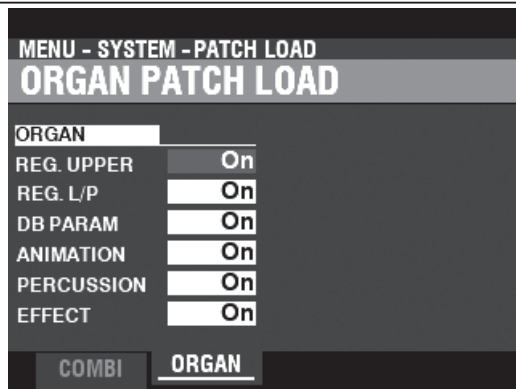 MENU - SYSTEM - PATCH LOAD
ORGAN PATCH LOAD
ORGAN
REG. UPPER On
REG. L/P On
DB PARAM On
ANIMATION On
PERCUSSION On
EFFECT On
COMBI ORGAN